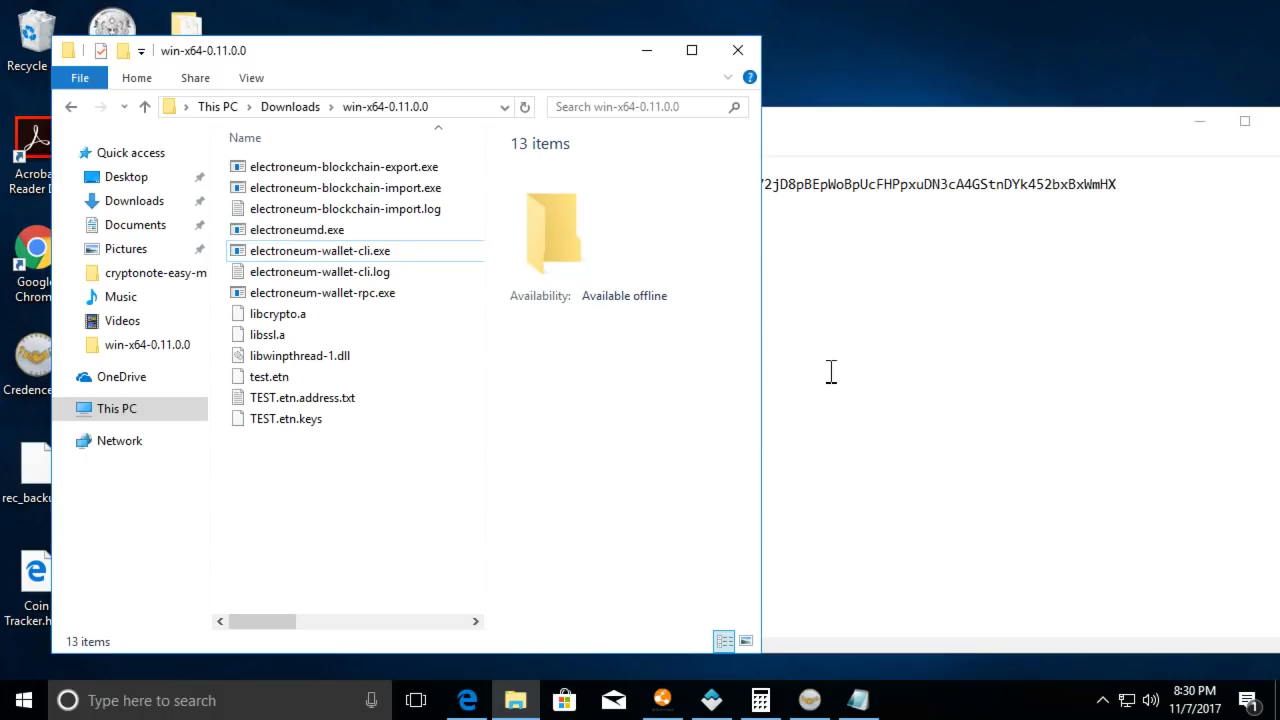 Recycle
Acroba
Reader D
Google
Chrom
Credence
rec_backu
Coin
Tracker.h
win-x64-0.11.0.0
File
Home
Share
View
This PC
Downloads
win-x64-0.11.0.0
Search win-x64-0.11.0.0
Quick access
Desktop
Downloads
Documents
Pictures
cryptonote-easy-m
Music
Videos
win-x64-0.11.0.0
OneDrive
This PC
Network
Name
electroneum-blockchain-export.exe
electroneum-blockchain-import.exe
electroneum-blockchain-import.log
electroneumd.exe
electroneum-wallet-cli.exe
electroneum-wallet-cli.log
electroneum-wallet-rpc.exe
libcrypto.a
libssl.a
libwinpthread-1.dll
test.etn
TEST.etn.address.txt
TEST.etn.keys
13 items
Availability: Available offline
13 items
2jD8pBEpWoBpUcFHPpxuDN3cA4GStnDYk452bxBxWmHX
Type here to search
8:30 PM
11/7/2017
1